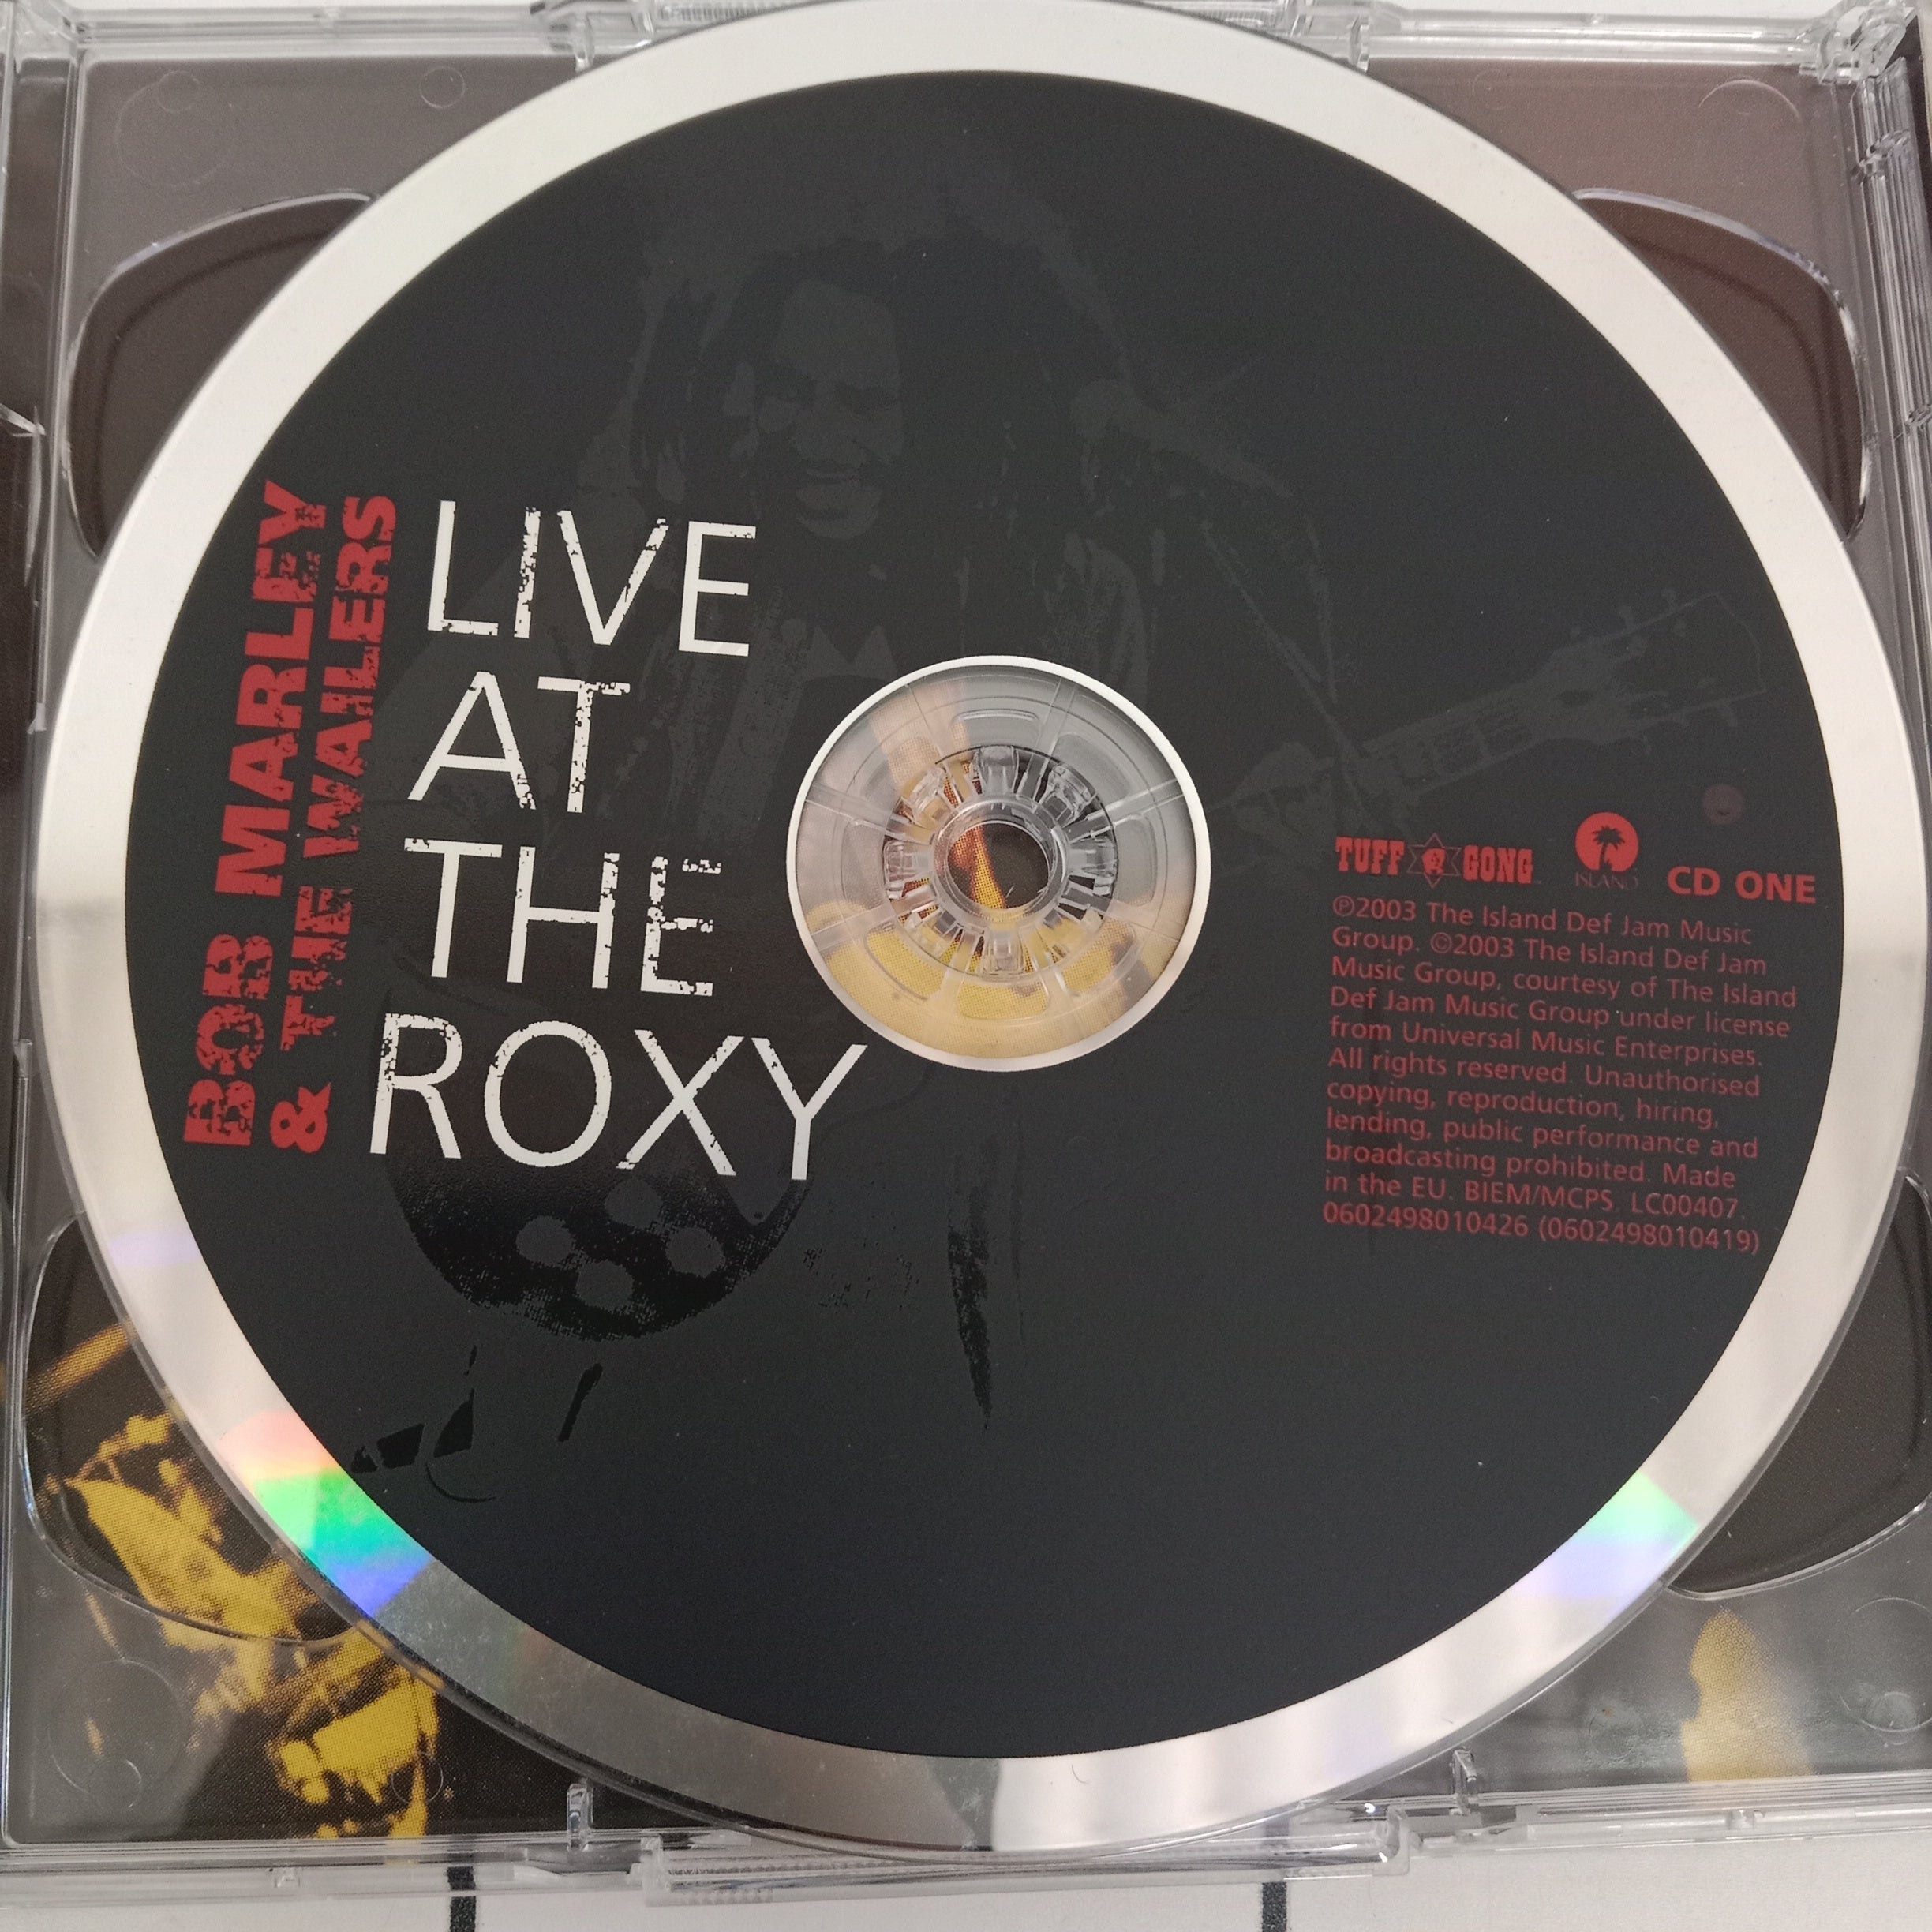 BOB MARLEY
& THE WAILERS
LIVE
AT
THE
ROXY
TUFF GONG
ISLAND
CD ONE
℗2003 The Island Def Jam Music
Group. ©2003 The Island Def Jam
Music Group, courtesy of The Island
Def Jam Music Group under license
from Universal Music Enterprises.
All rights reserved. Unauthorised
copying, reproduction, hiring,
lending, public performance and
broadcasting prohibited. Made
in the EU. BIEM/MCPS. LC00407.
0602498010426 (0602498010419)